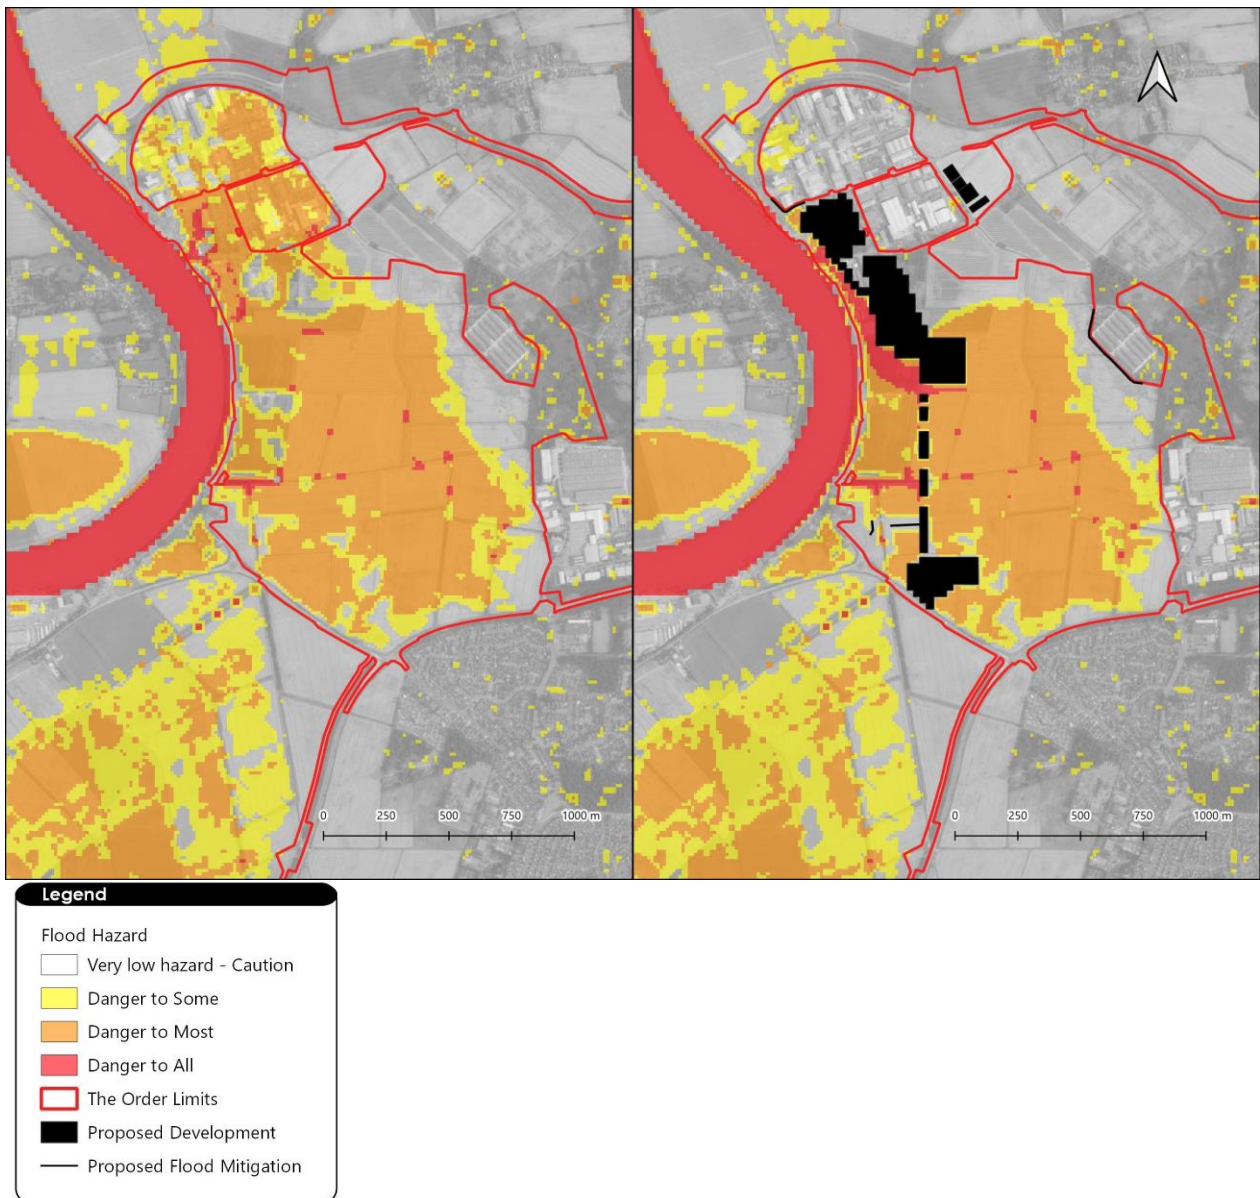 0 250 500 750 1000 m
0 250 500 750 1000 m
Legend
Flood Hazard
Very low hazard - Caution
Danger to Some
Danger to Most
Danger to All
The Order Limits
Proposed Development
Proposed Flood Mitigation